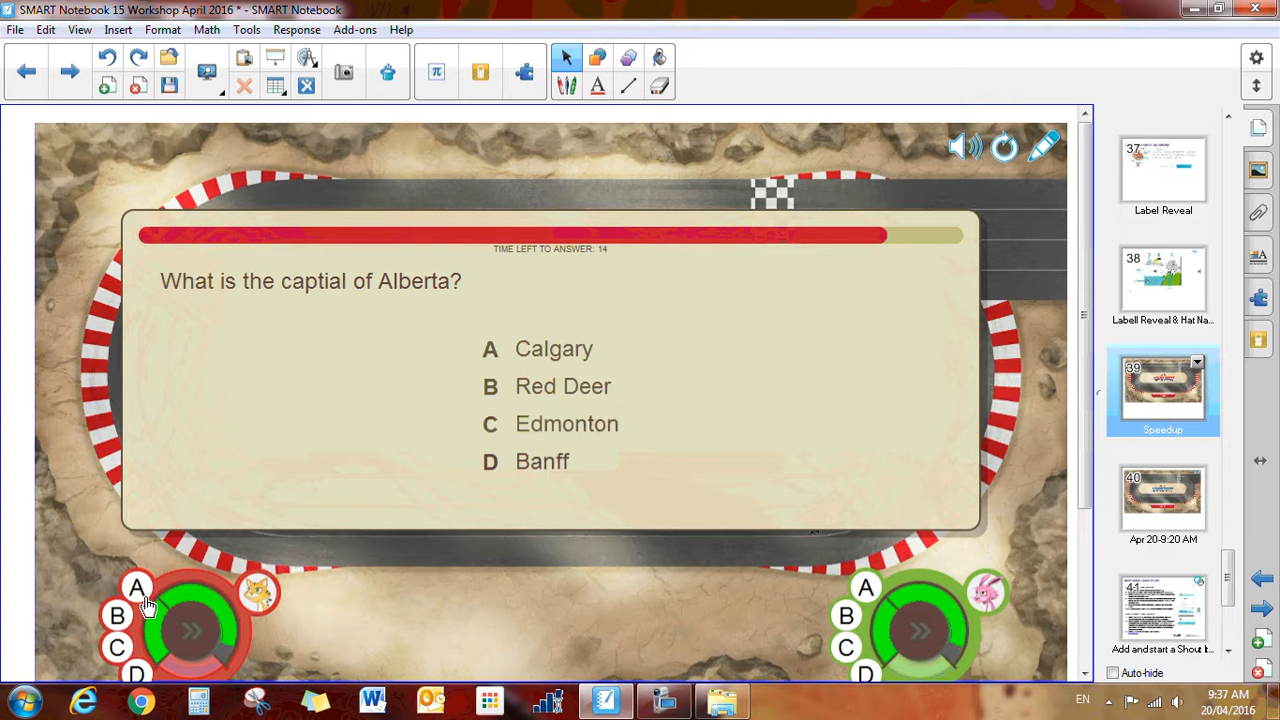 SMART Notebook 15 Workshop April 2016 * - SMART Notebook
File Edit View Insert Format Math Tools Response Add-ons Help
TIME LEFT TO ANSWER: 14
What is the captial of Alberta?
A Calgary
B Red Deer
C Edmonton
D Banff
A
B
C
D
A
B
C
D
37
Label Reveal
38
Labell Reveal & Hat Na...
39
Speedup
40
Apr 20-9:20 AM
41
Add and start a Shout It...
Auto-hide
EN
9:37 AM
20/04/2016